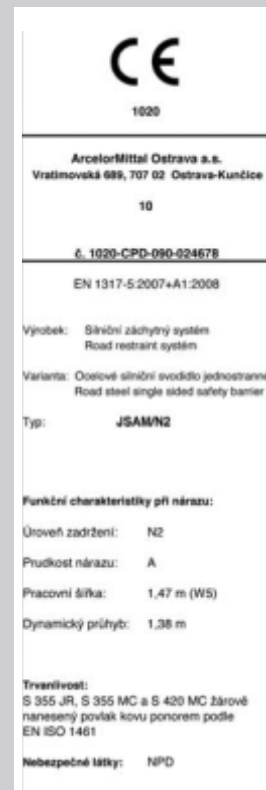 CE
1020
ArcelorMittal Ostrava a.s.
Vratimovská 689, 707 02 Ostrava-Kunčice
10
č. 1020-CPD-090-024678
EN 1317-5:2007+A1:2008
Výrobek: Silniční záchytný systém
Road restraint systém
Varianta: Ocelové silniční svodidlo jednostranné
Road steel single sided safety barrier
Typ: JSAM/N2
Funkční charakteristiky při nárazu:
Úroveň zadržení: N2
Prudkost nárazu: A
Pracovní šířka: 1,47 m (W5)
Dynamický průhyb: 1,38 m
Trvanlivost:
S 355 JR, S 355 MC a S 420 MC žárově
nanesený povlak kovu ponorem podle
EN ISO 1461
Nebezpečné látky: NPD